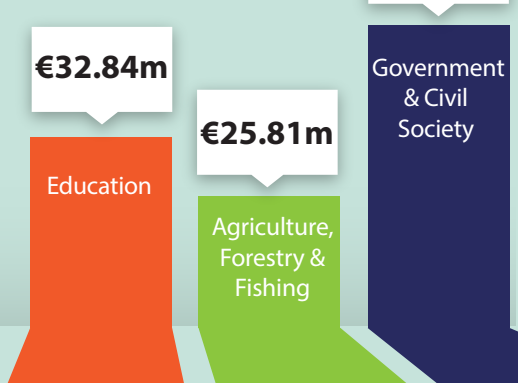 €32.84m
Education
€25.81m
Agriculture,
Forestry &
Fishing
Government
& Civil
Society